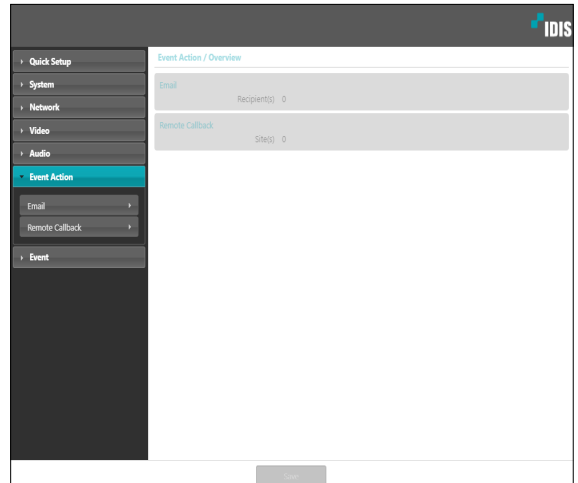 IDIS
Quick Setup
System
Network
Video
Audio
Event Action
Email
Remote Callback
Event
Event Action / Overview
Email
Recipient(s) 0
Remote Callback
Site(s) 0
Save